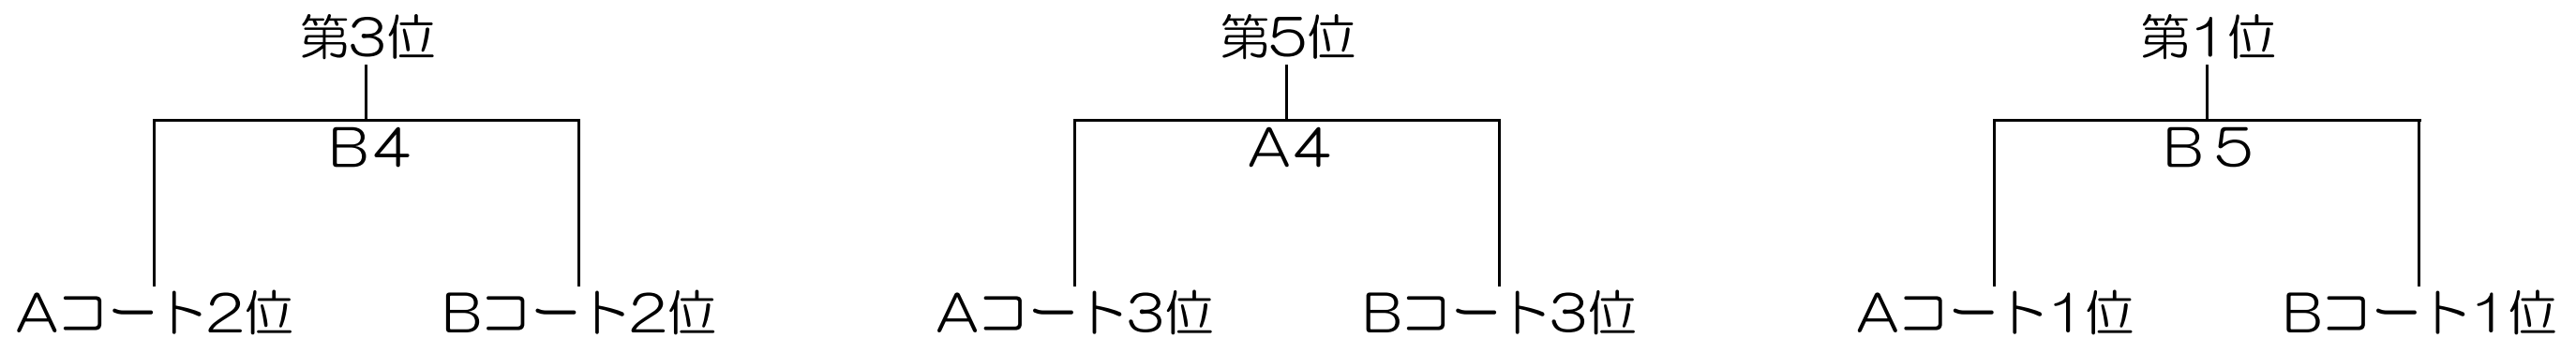 第3位 第5位 第1位
B4 A4 B5
Aコート2位 Bコート2位 Aコート3位 Bコート3位 Aコート1位 Bコート1位